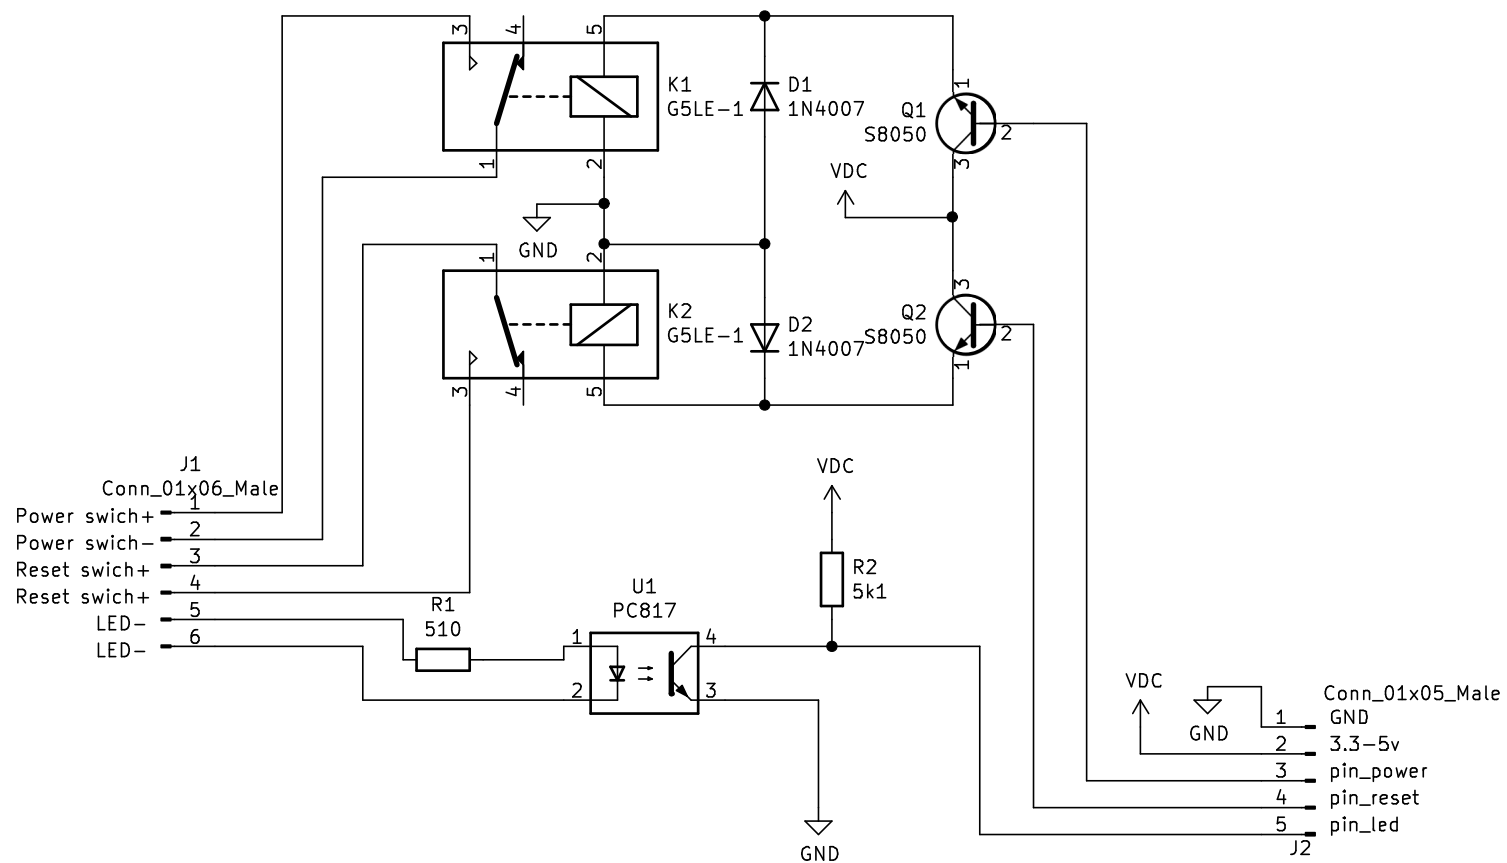 3
4
5
K1
G5LE-1
D1
1N4007
1
Q1
S8050
2
1
2
3
VDC
GND
1
2
3
K2
G5LE-1
D2
1N4007
Q2
S8050
2
1
3
4
5
J1
Conn_01x06_Male
Power swich+ 1
Power swich- 2
Reset swich+ 3
Reset swich+ 4
LED- 5
LED- 6
R1
510
U1
PC817
1
2
4
3
VDC
R2
5k1
GND
VDC
GND
Conn_01x05_Male
1 GND
2 3.3-5v
3 pin_power
4 pin_reset
5 pin_led
J2